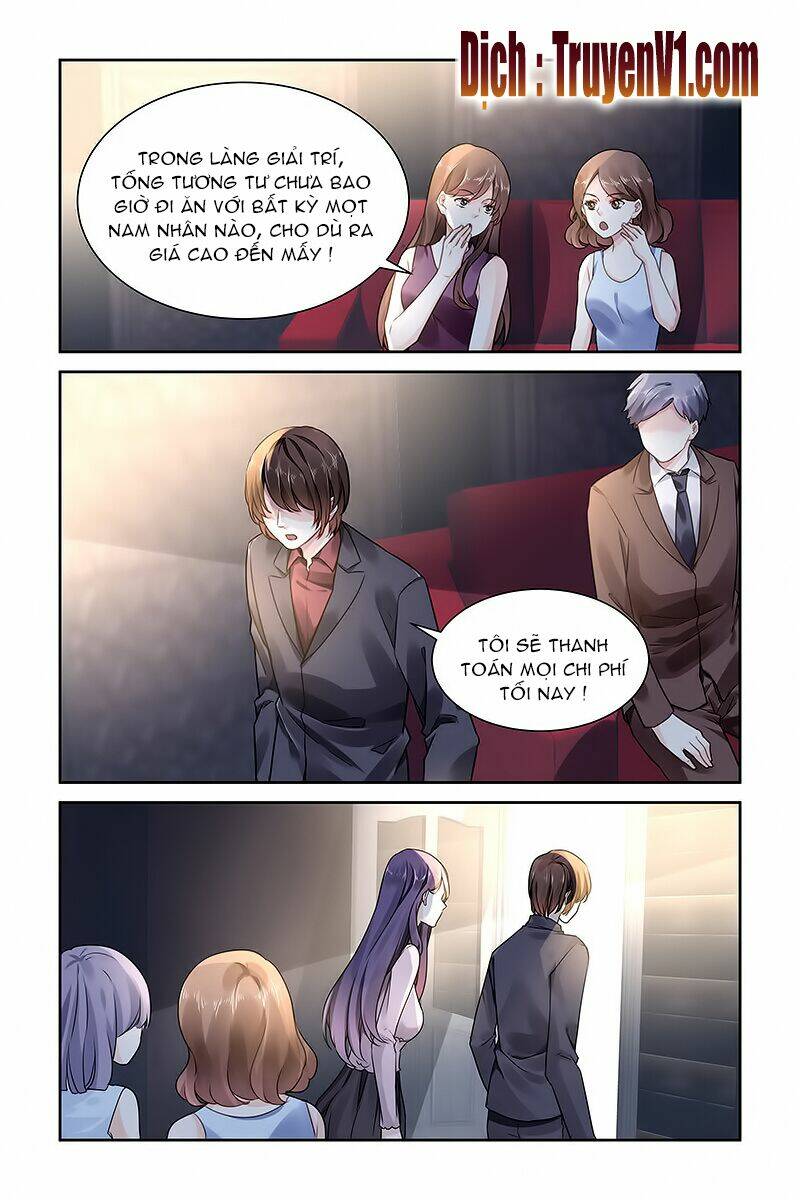 Dịch : TruyenV1.com
TRONG LÀNG GIẢI TRÍ,
TỐNG TƯƠNG TƯ CHƯA BAO
GIỜ ĐI ĂN VỚI BẤT KỲ MỌT
NAM NHÂN NÀO, CHO DÙ RA
GIÁ CAO ĐẾN MẤY !
TÔI SẼ THANH
TOÁN MỌI CHI PHÍ
TỐI NAY !